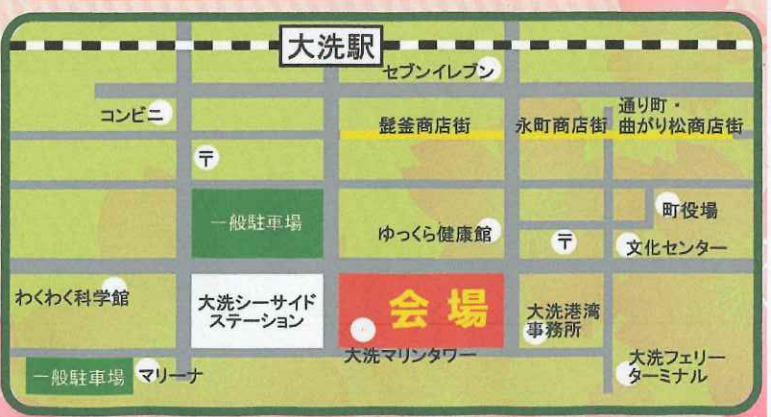 大洗駅
セブンイレブン
コンビニ
髭釜商店街
永町商店街
通り町・
曲がり松商店街
〒
一般駐車場
ゆっくら健康館
〒
町役場
文化センター
わくわく科学館
大洗シーサイド
ステーション
会場
大洗マリンタワー
大洗港湾
事務所
一般駐車場
マリーナ
大洗フェリー
ターミナル